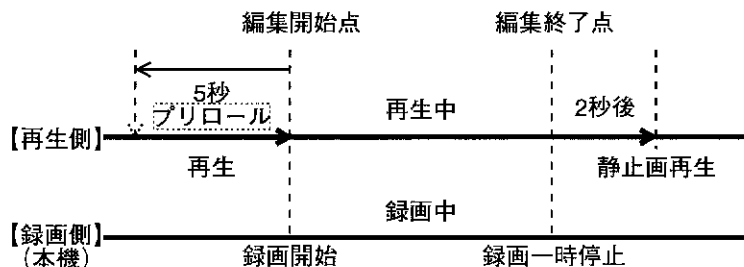 編集開始点 編集終了点
5秒
プリロール 再生中 2秒後
【再生側】
再生 静止画再生
録画中
【録画側】
(本機) 録画開始 録画一時停止